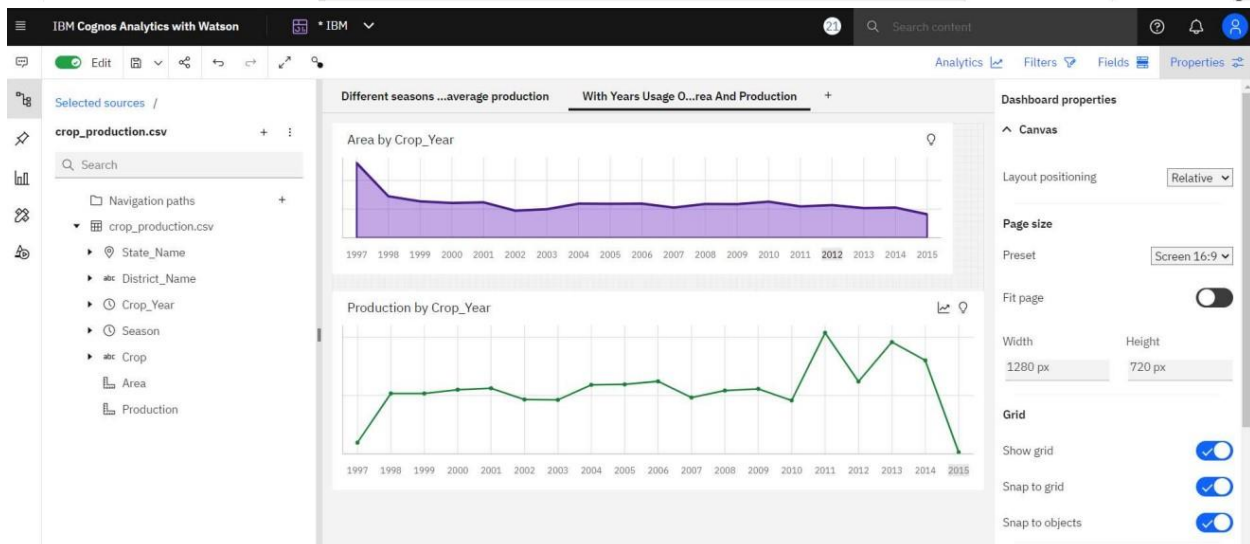 IBM Cognos Analytics with Watson
* IBM
21
Search content
Edit
Analytics
Filters
Fields
Properties
Selected sources /
crop_production.csv
Search
Navigation paths
crop_production.csv
State_Name
abc District_Name
Crop_Year
Season
abc Crop
Area
Production
Different seasons ...average production
With Years Usage O...rea And Production
Area by Crop_Year
1997 1998 1999 2000 2001 2002 2003 2004 2005 2006 2007 2008 2009 2010 2011 2012 2013 2014 2015
Production by Crop_Year
1997 1998 1999 2000 2001 2002 2003 2004 2005 2006 2007 2008 2009 2010 2011 2012 2013 2014 2015
Dashboard properties
Canvas
Layout positioning Relative
Page size
Preset Screen 16:9
Fit page
Width Height
1280 px 720 px
Grid
Show grid
Snap to grid
Snap to objects